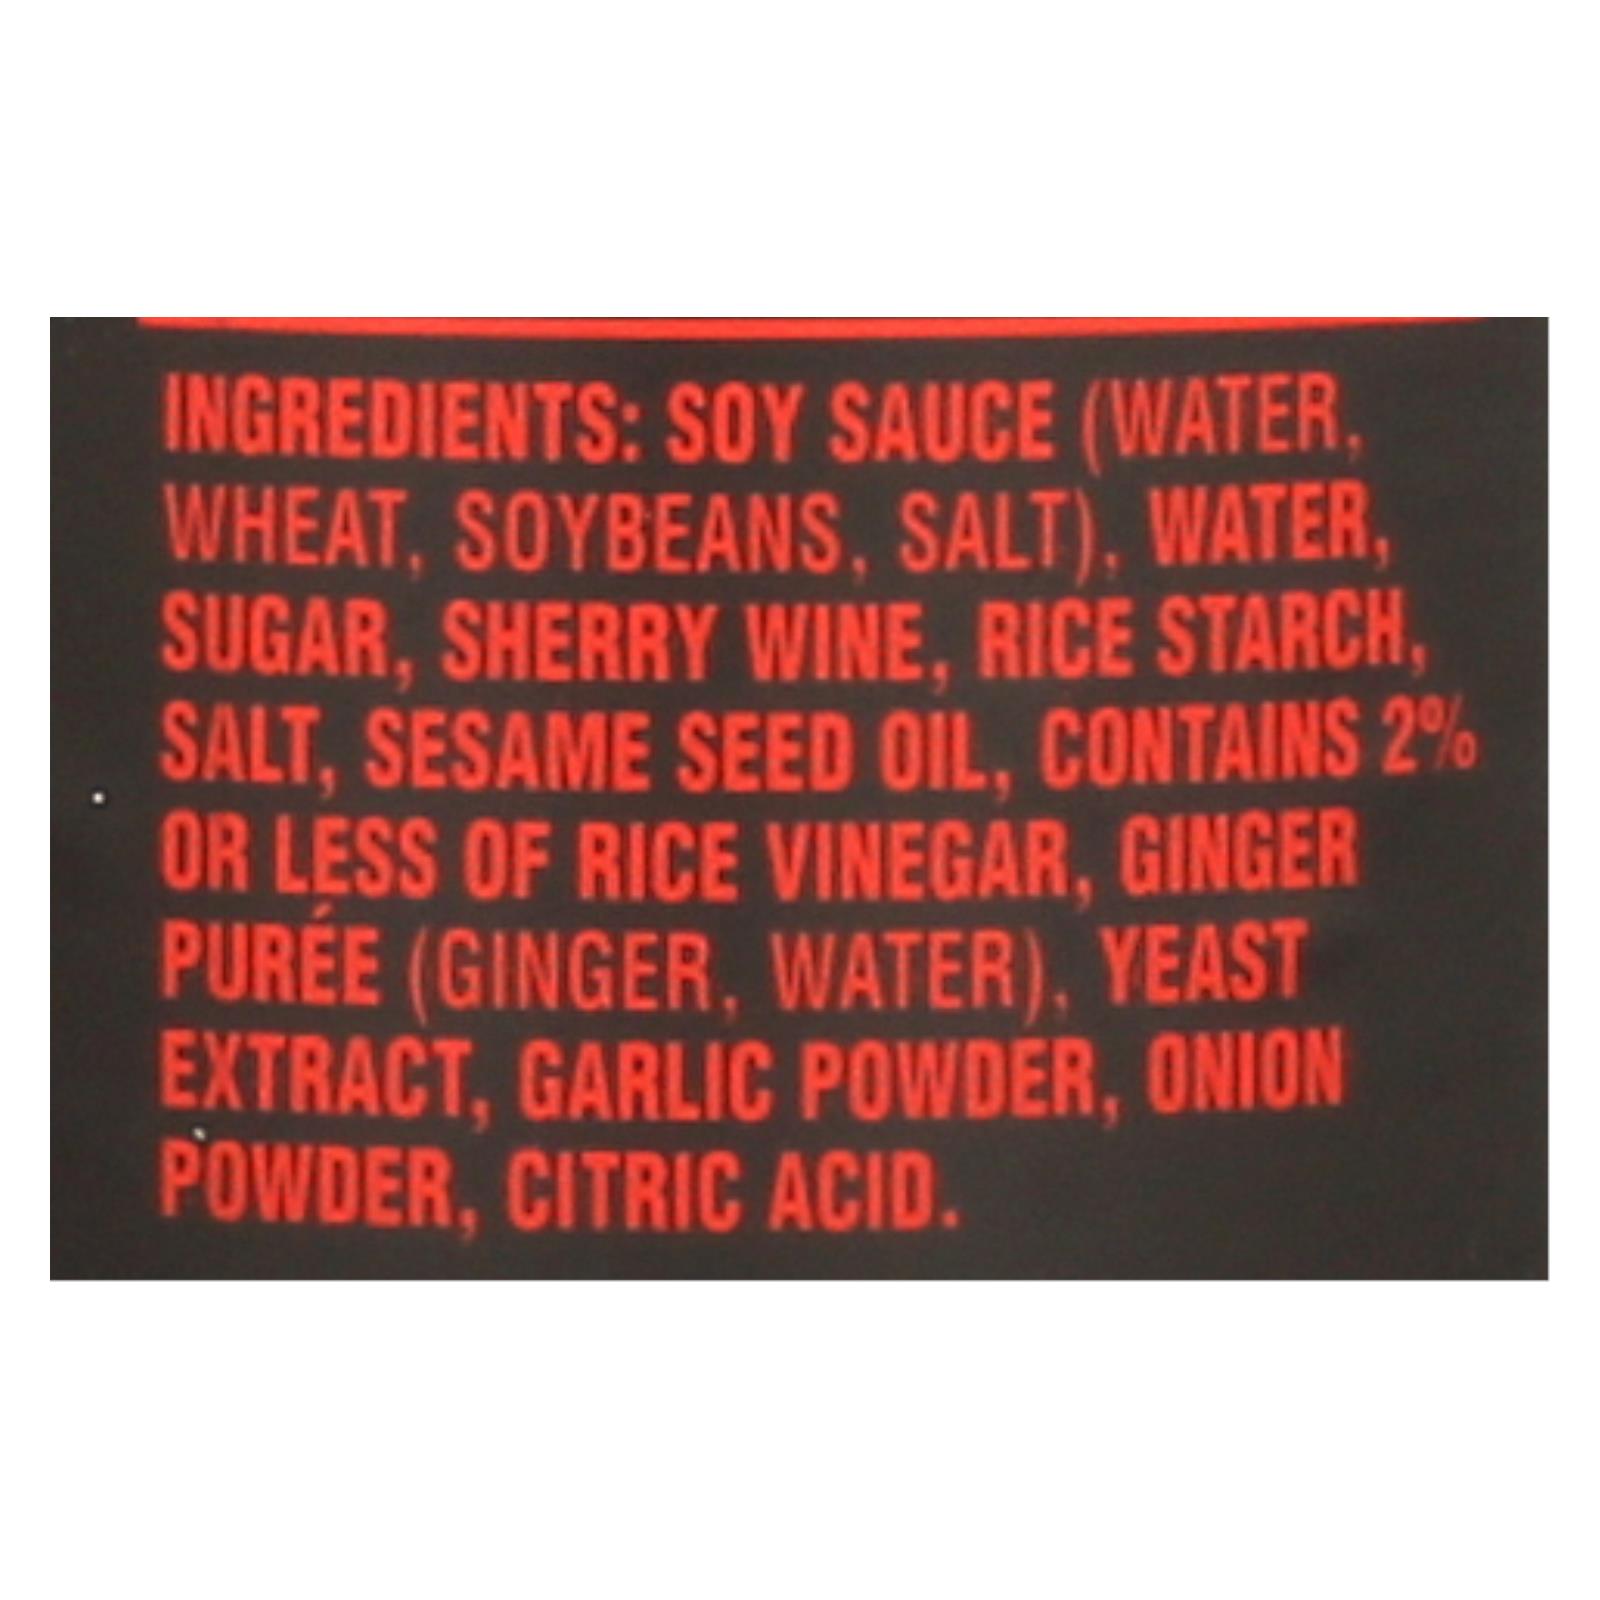 INGREDIENTS: SOY SAUCE (WATER,
WHEAT, SOYBEANS, SALT), WATER,
SUGAR, SHERRY WINE, RICE STARCH,
SALT, SESAME SEED OIL, CONTAINS 2%
OR LESS OF RICE VINEGAR, GINGER
PURÉE (GINGER, WATER), YEAST
EXTRACT, GARLIC POWDER, ONION
POWDER, CITRIC ACID.